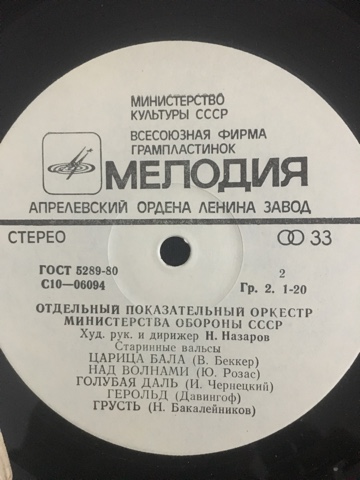 МИНИСТЕРСТВО
КУЛЬТУРЫ СССР
ВСЕСОЮЗНАЯ ФИРМА
ГРАМПЛАСТИНОК
МЕЛОДИЯ
АПРЕЛЕВСКИЙ ОРДЕНА ЛЕНИНА ЗАВОД
СТЕРЕО 33
ГОСТ 5289-80 2
С10—06094 Гр. 2. 1-20
ОТДЕЛЬНЫЙ ПОКАЗАТЕЛЬНЫЙ ОРКЕСТР
МИНИСТЕРСТВА ОБОРОНЫ СССР
Худ. рук. и дирижер Н. Назаров
Старинные вальсы
ЦАРИЦА БАЛА (В. Беккер)
НАД ВОЛНАМИ (Ю. Розас)
ГОЛУБАЯ ДАЛЬ (И. Чернецкий)
ГЕРОЛЬД (Давингоф)
ГРУСТЬ (Н. Бакалейников)